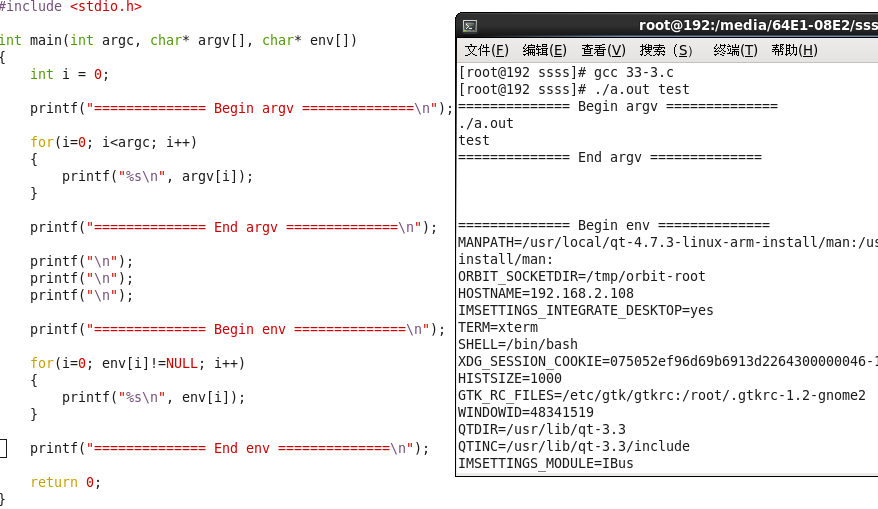 #include <stdio.h>
int main(int argc, char* argv[], char* env[])
{
int i = 0;
printf("============== Begin argv ==============\n");
for(i=0; i<argc; i++)
{
printf("%s\n", argv[i]);
}
printf("============== End argv ==============\n");
printf("\n");
printf("\n");
printf("\n");
printf("============== Begin env ==============\n");
for(i=0; env[i]!=NULL; i++)
{
printf("%s\n", env[i]);
}
printf("============== End env ==============\n");
return 0;
}
root@192:/media/64E1-08E2/sss
文件(F) 编辑(E) 查看(V) 搜索 (S) 终端(T) 帮助(H)
[root@192 ssss]# gcc 33-3.c
[root@192 ssss]# ./a.out test
============== Begin argv ==============
./a.out
test
============== End argv ==============
============== Begin env ==============
MANPATH=/usr/local/qt-4.7.3-linux-arm-install/man:/us
install/man:
ORBIT_SOCKETDIR=/tmp/orbit-root
HOSTNAME=192.168.2.108
IMSETTINGS_INTEGRATE_DESKTOP=yes
TERM=xterm
SHELL=/bin/bash
XDG_SESSION_COOKIE=075052ef96d69b6913d2264300000046-1
HISTSIZE=1000
GTK_RC_FILES=/etc/gtk/gtkrc:/root/.gtkrc-1.2-gnome2
WINDOWID=48341519
QTDIR=/usr/lib/qt-3.3
QTINC=/usr/lib/qt-3.3/include
IMSETTINGS_MODULE=IBus